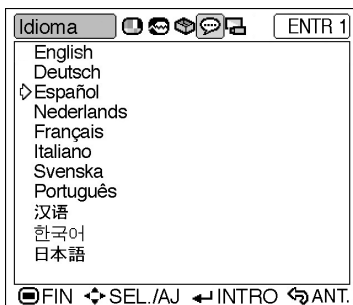 Idioma ENTR 1
English
Deutsch
Español
Nederlands
Français
Italiano
Svenska
Português
汉语
한국어
日本語
FIN SEL./AJ INTRO ANT.